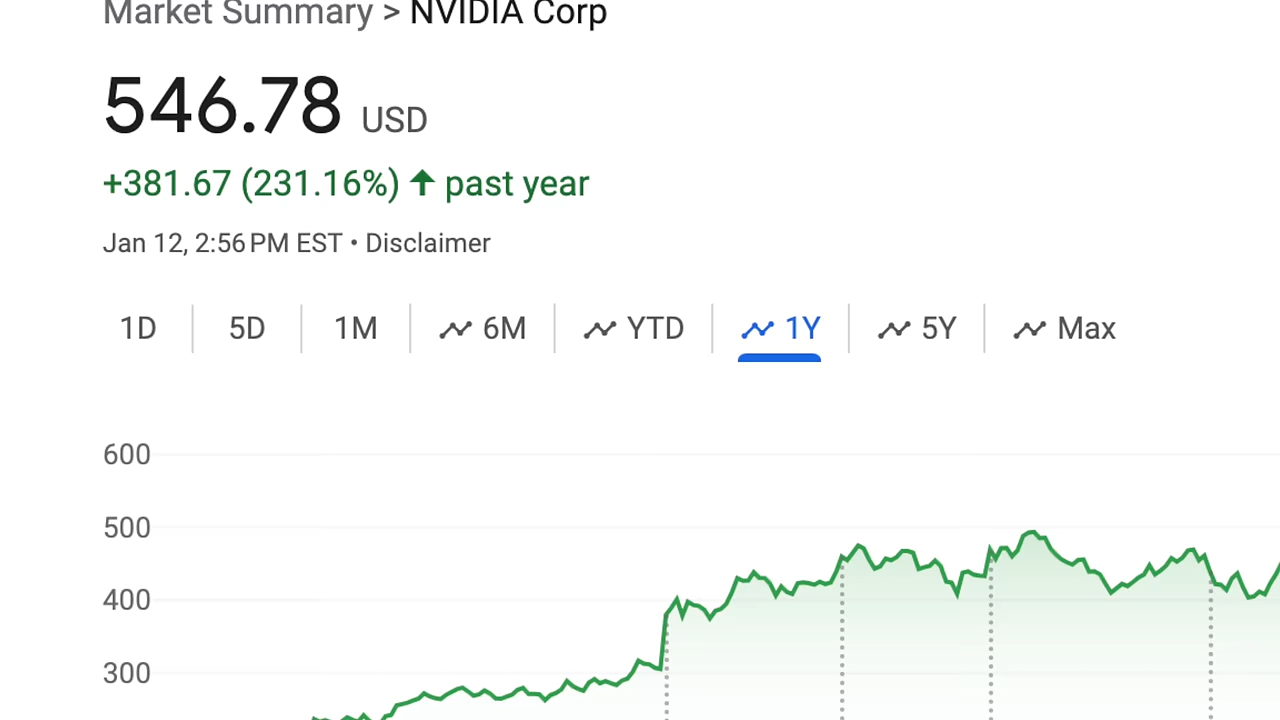 Market Summary > NVIDIA Corp
546.78 USD
+381.67 (231.16%) ↑ past year
Jan 12, 2:56 PM EST • Disclaimer
1D 5D 1M 6M YTD 1Y 5Y Max
600
500
400
300